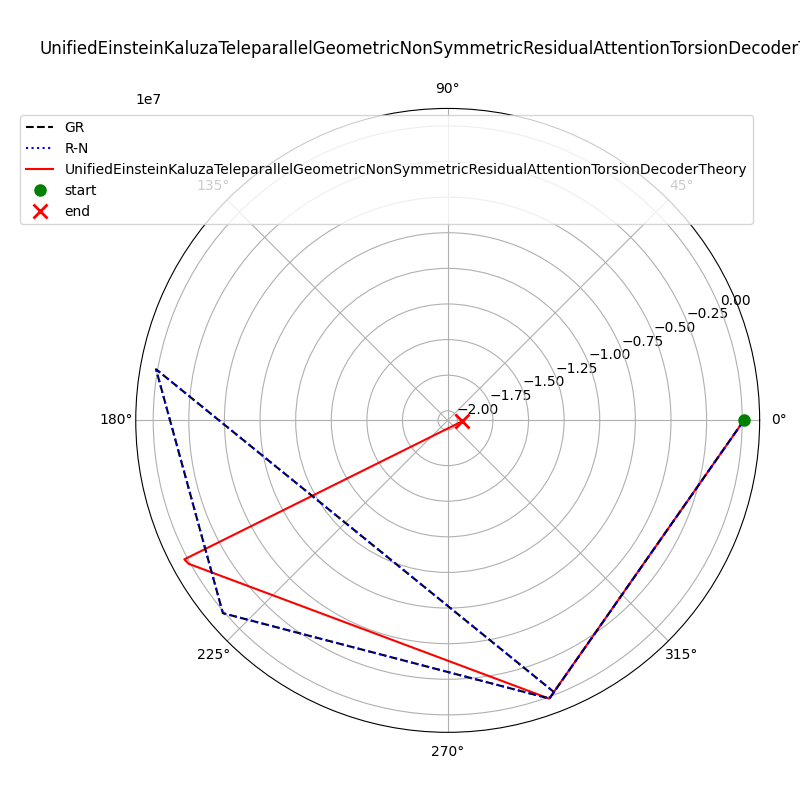 UnifiedEinsteinKaluzaTeleparallelGeometricNonSymmetricResidualAttentionTorsionDecoderT
90°
1e7
GR
R-N
UnifiedEinsteinKaluzaTeleparallelGeometricNonSymmetricResidualAttentionTorsionDecoderTheory
135°
45°
start
end
0.00
−0.25
−0.50
−0.75
−1.00
−1.25
−1.50
−1.75
−2.00
180°
0°
225°
315°
270°